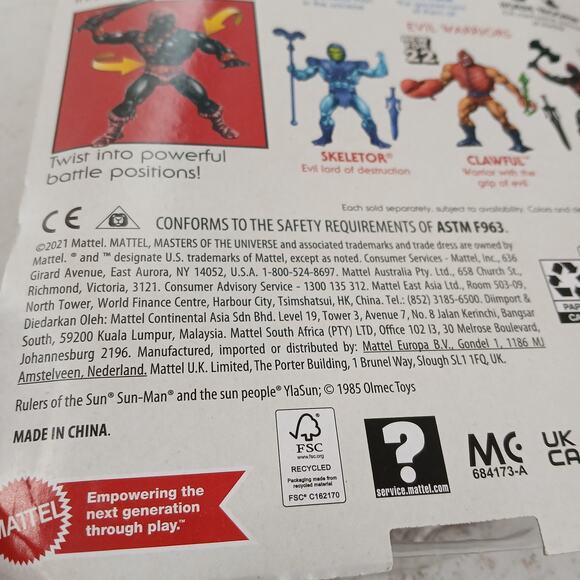 EVIL WARRIORS
22
Twist into powerful
battle positions!
SKELETOR®
Evil lord of destruction
CLAWFUL™
Warrior with the
grip of evil
Each sold separately, subject to availability. Colors and
CE CONFORMS TO THE SAFETY REQUIREMENTS OF ASTM F963.
©2021 Mattel. MATTEL, MASTERS OF THE UNIVERSE and associated trademarks and trade dress are owned by
Mattel. ® and ™ designate U.S. trademarks of Mattel, except as noted. Consumer Services - Mattel, Inc., 636
Girard Avenue, East Aurora, NY 14052, U.S.A. 1-800-524-8697. Mattel Australia Pty. Ltd., 658 Church St.,
Richmond, Victoria, 3121. Consumer Advisory Service - 1300 135 312. Mattel East Asia Ltd., Room 503-09,
North Tower, World Finance Centre, Harbour City, Tsimshatsui, HK, China. Tel.: (852) 3185-6500. Diimport &
Diedarkan Oleh: Mattel Continental Asia Sdn Bhd. Level 19, Tower 3, Avenue 7, No. 8 Jalan Kerinchi, Bangsar
South, 59200 Kuala Lumpur, Malaysia. Mattel South Africa (PTY) LTD, Office 102 I3, 30 Melrose Boulevard,
Johannesburg 2196. Manufactured, imported or distributed by: Mattel Europa B.V., Gondel 1, 1186 MJ
Amstelveen, Nederland. Mattel U.K. Limited, The Porter Building, 1 Brunel Way, Slough SL1 1FQ, UK.
Rulers of the Sun® Sun-Man® and the sun people® YlaSun; © 1985 Olmec Toys
MADE IN CHINA.
FSC
www.fsc.org
RECYCLED
Packaging made from
recycled material
FSC® C162170
?
service.mattel.com
MC
684173-A
UK
CA
PAP
MATTEL
Empowering the
next generation
through play.™